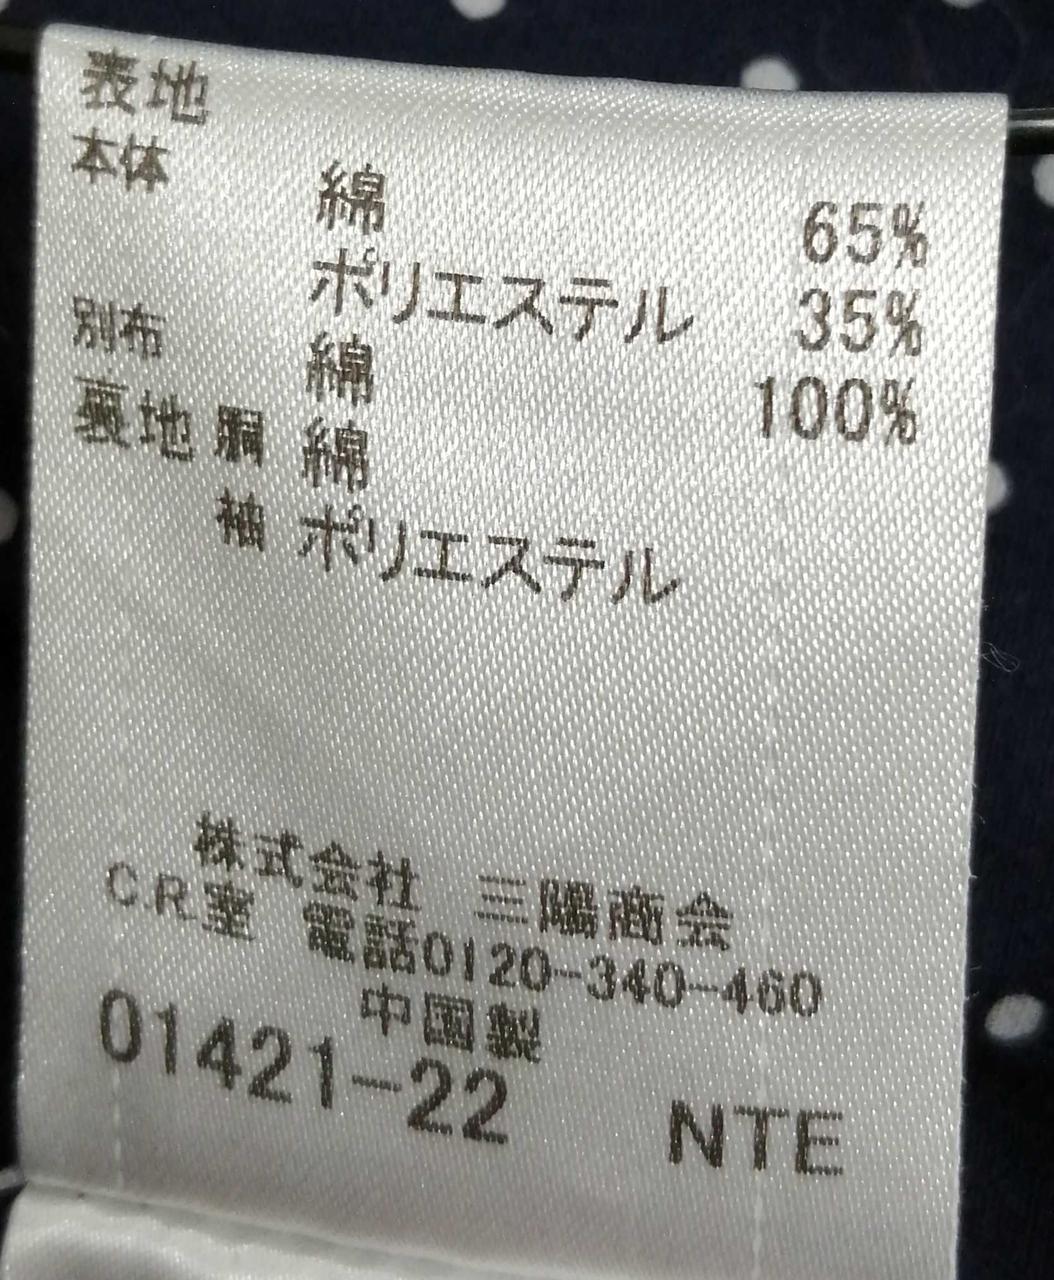 表地
本体 綿 65%
ポリエステル 35%
別布 綿 100%
裏地 胴 綿
袖 ポリエステル
株式会社 三陽商会
C.R.室 電話0120-340-460
中国製
01421-22 NTE